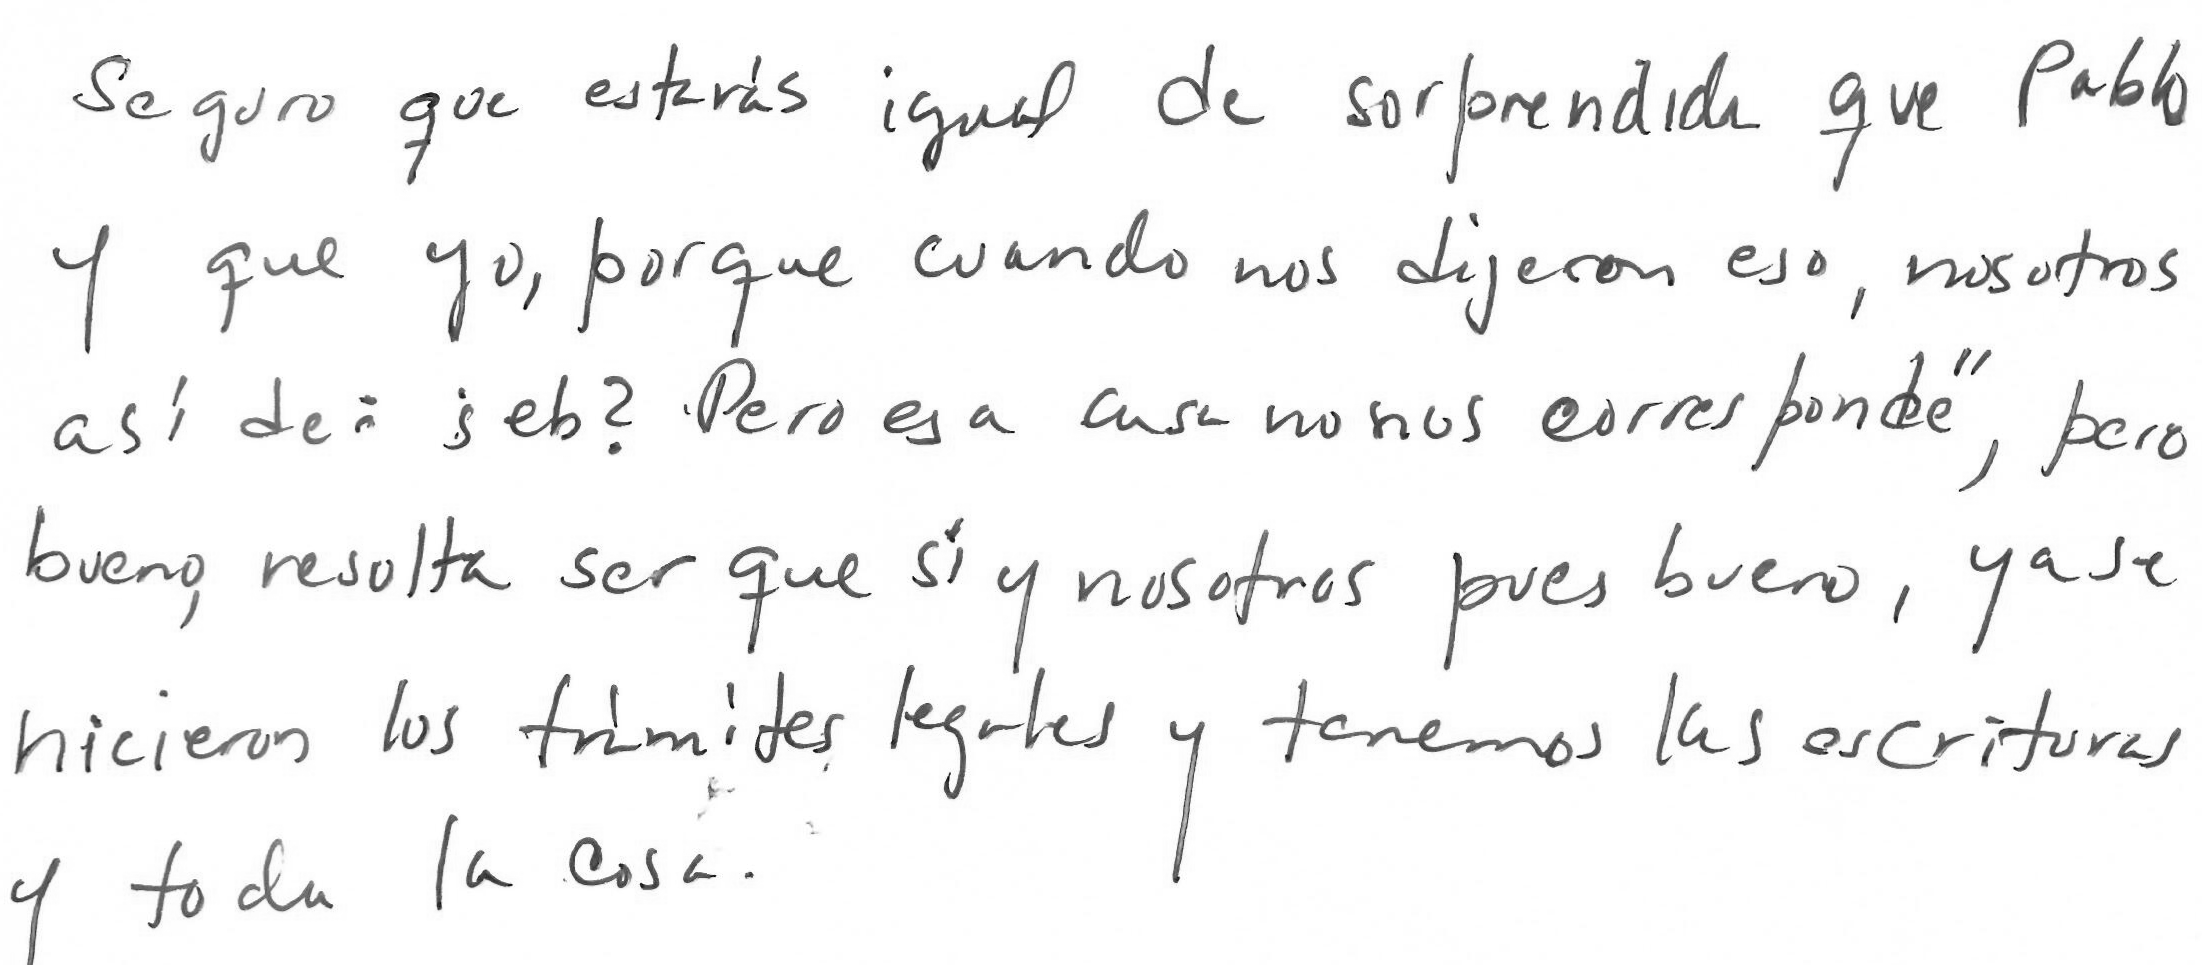 Seguro que estarás igual de sorprendida que Pablo
y que yo, porque cuando nos dijeron eso, nosotros
así de: ¿eh? Pero esa casa no nos corresponde", pero
bueno, resulta ser que sí y nosotros pues bueno, ya se
hicieron los trámites legales y tenemos las escrituras
y toda la cosa.